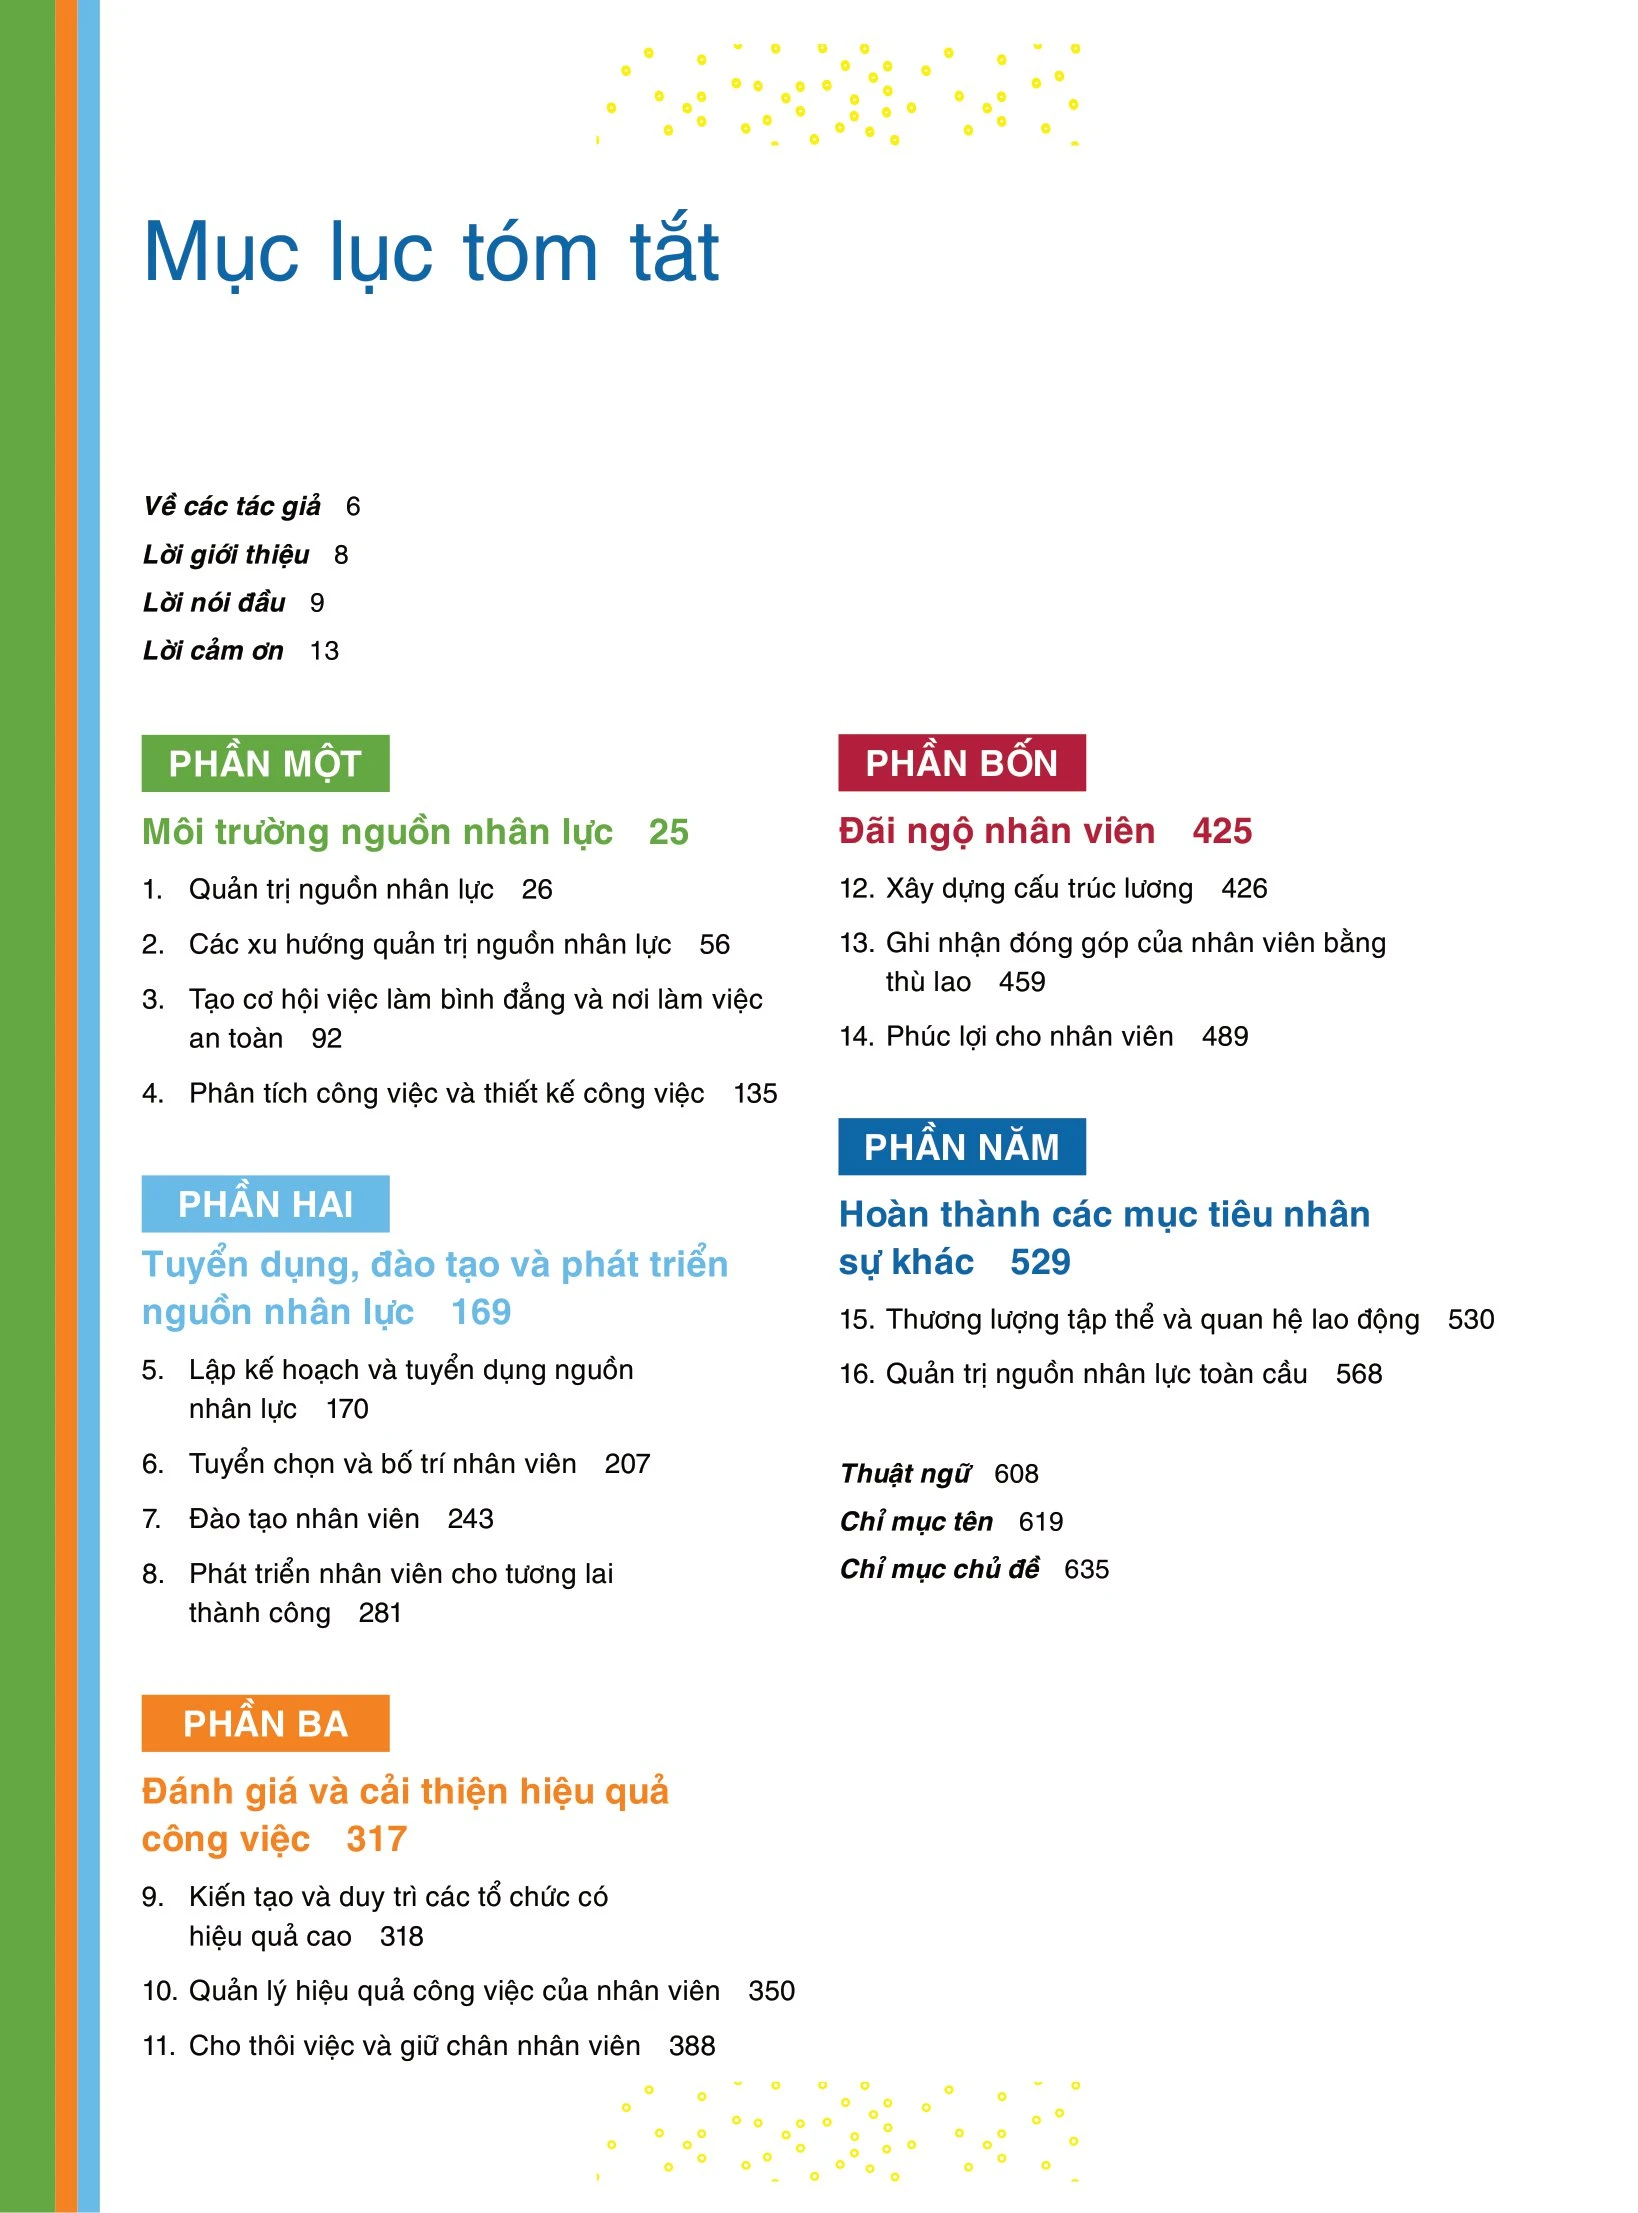 Mục lục tóm tắt
Về các tác giả 6
Lời giới thiệu 8
Lời nói đầu 9
Lời cảm ơn 13
PHẦN MỘT
Môi trường nguồn nhân lực 25
1. Quản trị nguồn nhân lực 26
2. Các xu hướng quản trị nguồn nhân lực 56
3. Tạo cơ hội việc làm bình đẳng và nơi làm việc
an toàn 92
4. Phân tích công việc và thiết kế công việc 135
PHẦN HAI
Tuyển dụng, đào tạo và phát triển
nguồn nhân lực 169
5. Lập kế hoạch và tuyển dụng nguồn
nhân lực 170
6. Tuyển chọn và bố trí nhân viên 207
7. Đào tạo nhân viên 243
8. Phát triển nhân viên cho tương lai
thành công 281
PHẦN BA
Đánh giá và cải thiện hiệu quả
công việc 317
9. Kiến tạo và duy trì các tổ chức có
hiệu quả cao 318
10. Quản lý hiệu quả công việc của nhân viên 350
11. Cho thôi việc và giữ chân nhân viên 388
PHẦN BỐN
Đãi ngộ nhân viên 425
12. Xây dựng cấu trúc lương 426
13. Ghi nhận đóng góp của nhân viên bằng
thù lao 459
14. Phúc lợi cho nhân viên 489
PHẦN NĂM
Hoàn thành các mục tiêu nhân
sự khác 529
15. Thương lượng tập thể và quan hệ lao động 530
16. Quản trị nguồn nhân lực toàn cầu 568
Thuật ngữ 608
Chỉ mục tên 619
Chỉ mục chủ đề 635